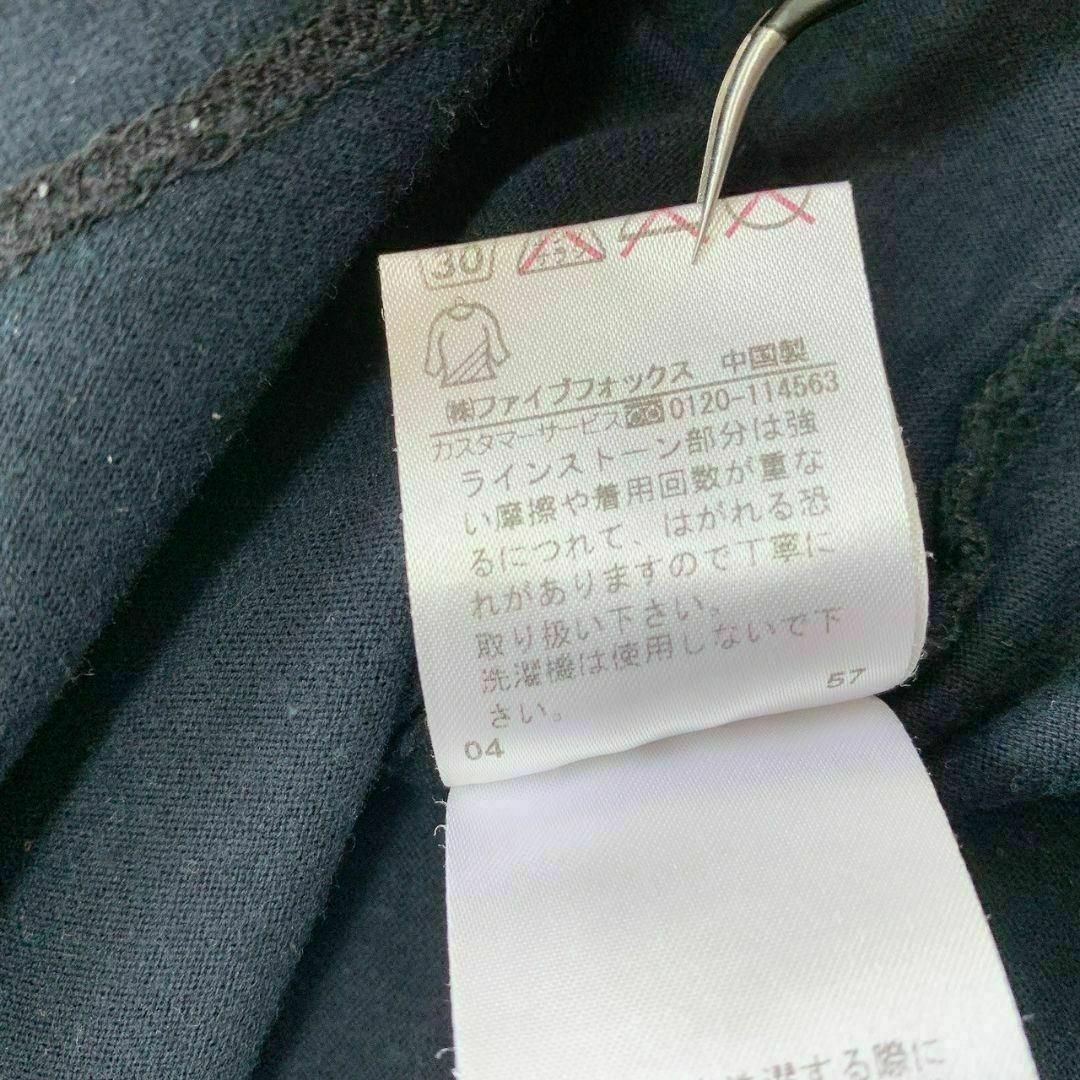 30
㈱ファイブフォックス 中国製
カスタマーサービス 0120-114563
ラインストーン部分は強
い摩擦や着用回数が重な
るにつれて、はがれる恐
れがありますので丁寧に
取り扱い下さい。
洗濯機は使用しないで下
さい。
04 57
洗濯する際に